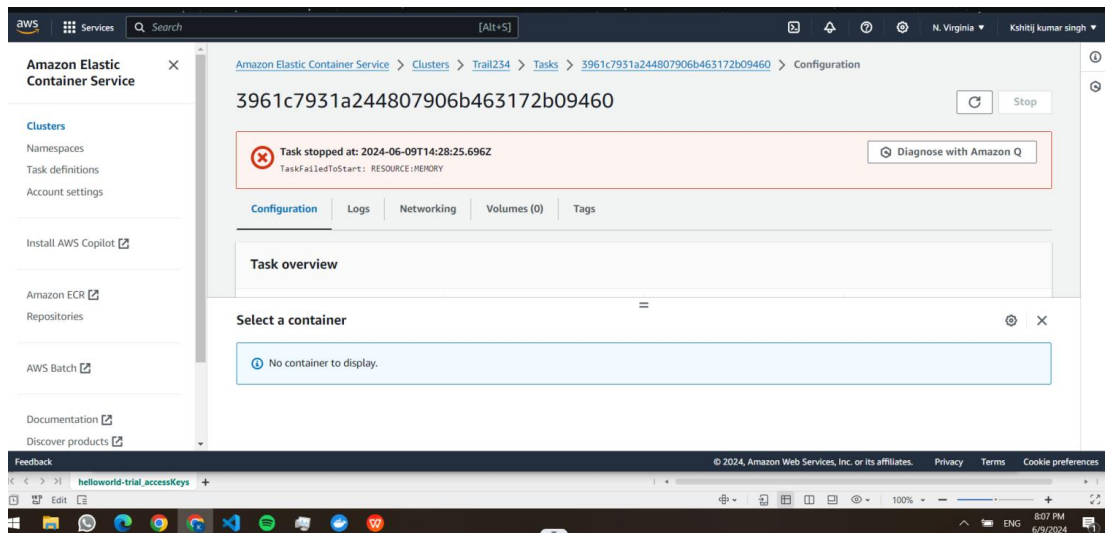 aws
Services
Search
[Alt+S]
N. Virginia
Kshitij kumar singh
Amazon Elastic
Container Service
Clusters
Namespaces
Task definitions
Account settings
Install AWS Copilot
Amazon ECR
Repositories
AWS Batch
Documentation
Discover products
Amazon Elastic Container Service > Clusters > Trail234 > Tasks > 3961c7931a244807906b463172b09460 > Configuration
3961c7931a244807906b463172b09460
Stop
Task stopped at: 2024-06-09T14:28:25.696Z
TaskFailedToStart: RESOURCE:MEMORY
Diagnose with Amazon Q
Configuration
Logs
Networking
Volumes (0)
Tags
Task overview
Select a container
No container to display.
Feedback
© 2024, Amazon Web Services, Inc. or its affiliates.
Privacy
Terms
Cookie preferences
helloworld-trial_accessKeys
Edit
100%
ENG
8:07 PM
6/9/2024